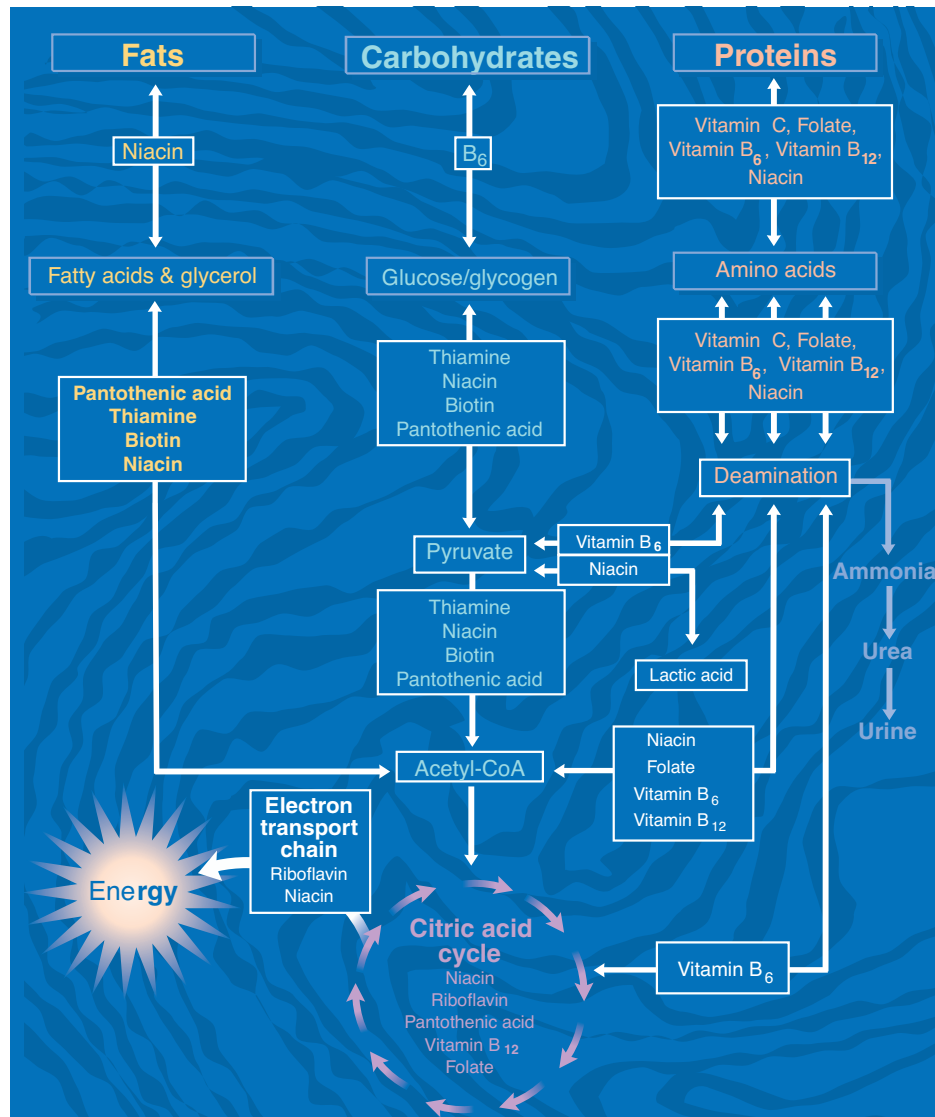 Fats
Carbohydrates
Proteins
Niacin
B6
Vitamin C, Folate,
Vitamin B6, Vitamin B12,
Niacin
Fatty acids & glycerol
Glucose/glycogen
Amino acids
Pantothenic acid
Thiamine
Biotin
Niacin
Thiamine
Niacin
Biotin
Pantothenic acid
Vitamin C, Folate,
Vitamin B6, Vitamin B12,
Niacin
Deamination
Pyruvate
Vitamin B6
Niacin
Ammonia
Urea
Urine
Thiamine
Niacin
Biotin
Pantothenic acid
Lactic acid
Acetyl-CoA
Niacin
Folate
Vitamin B6
Vitamin B12
Electron
transport
chain
Riboflavin
Niacin
Energy
Citric acid
cycle
Niacin
Riboflavin
Pantothenic acid
Vitamin B12
Folate
Vitamin B6